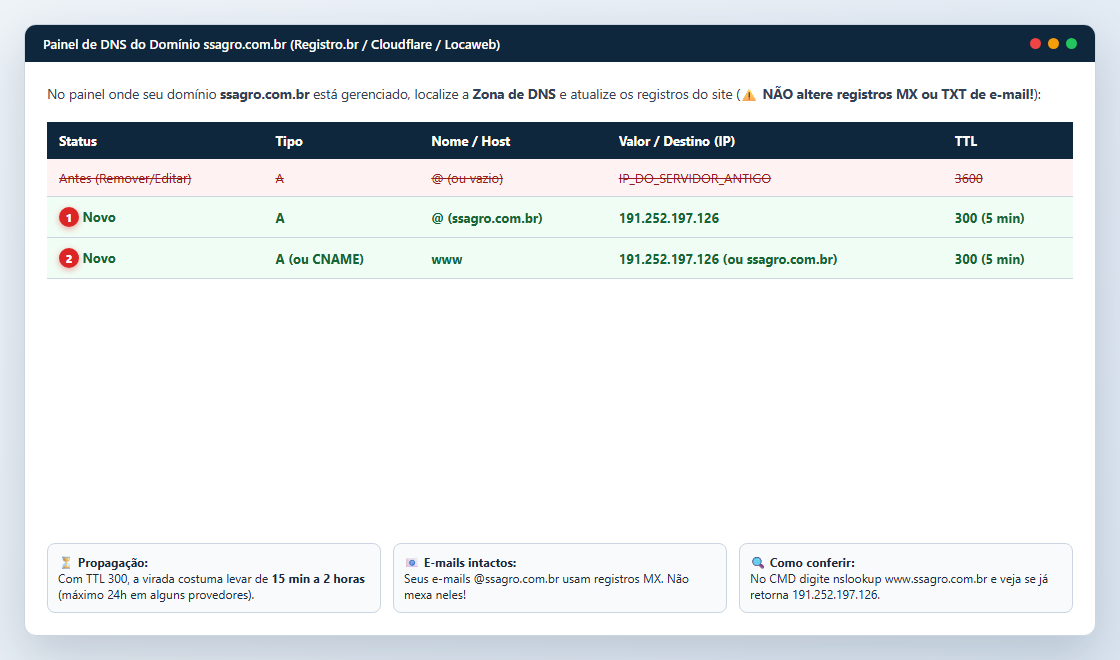 Painel de DNS do Domínio ssagro.com.br (Registro.br / Cloudflare / Locaweb)
No painel onde seu domínio ssagro.com.br está gerenciado, localize a Zona de DNS e atualize os registros do site (⚠️ NÃO altere registros MX ou TXT de e-mail!):
Status Tipo Nome / Host Valor / Destino (IP) TTL
Antes (Remover/Editar) A @ (ou vazio) IP_DO_SERVIDOR_ANTIGO 3600
1 Novo A @ (ssagro.com.br) 191.252.197.126 300 (5 min)
2 Novo A (ou CNAME) www 191.252.197.126 (ou ssagro.com.br) 300 (5 min)
⏳ Propagação:
Com TTL 300, a virada costuma levar de 15 min a 2 horas
(máximo 24h em alguns provedores).
📧 E-mails intactos:
Seus e-mails @ssagro.com.br usam registros MX. Não
mexa neles!
🔍 Como conferir:
No CMD digite nslookup www.ssagro.com.br e veja se já
retorna 191.252.197.126.